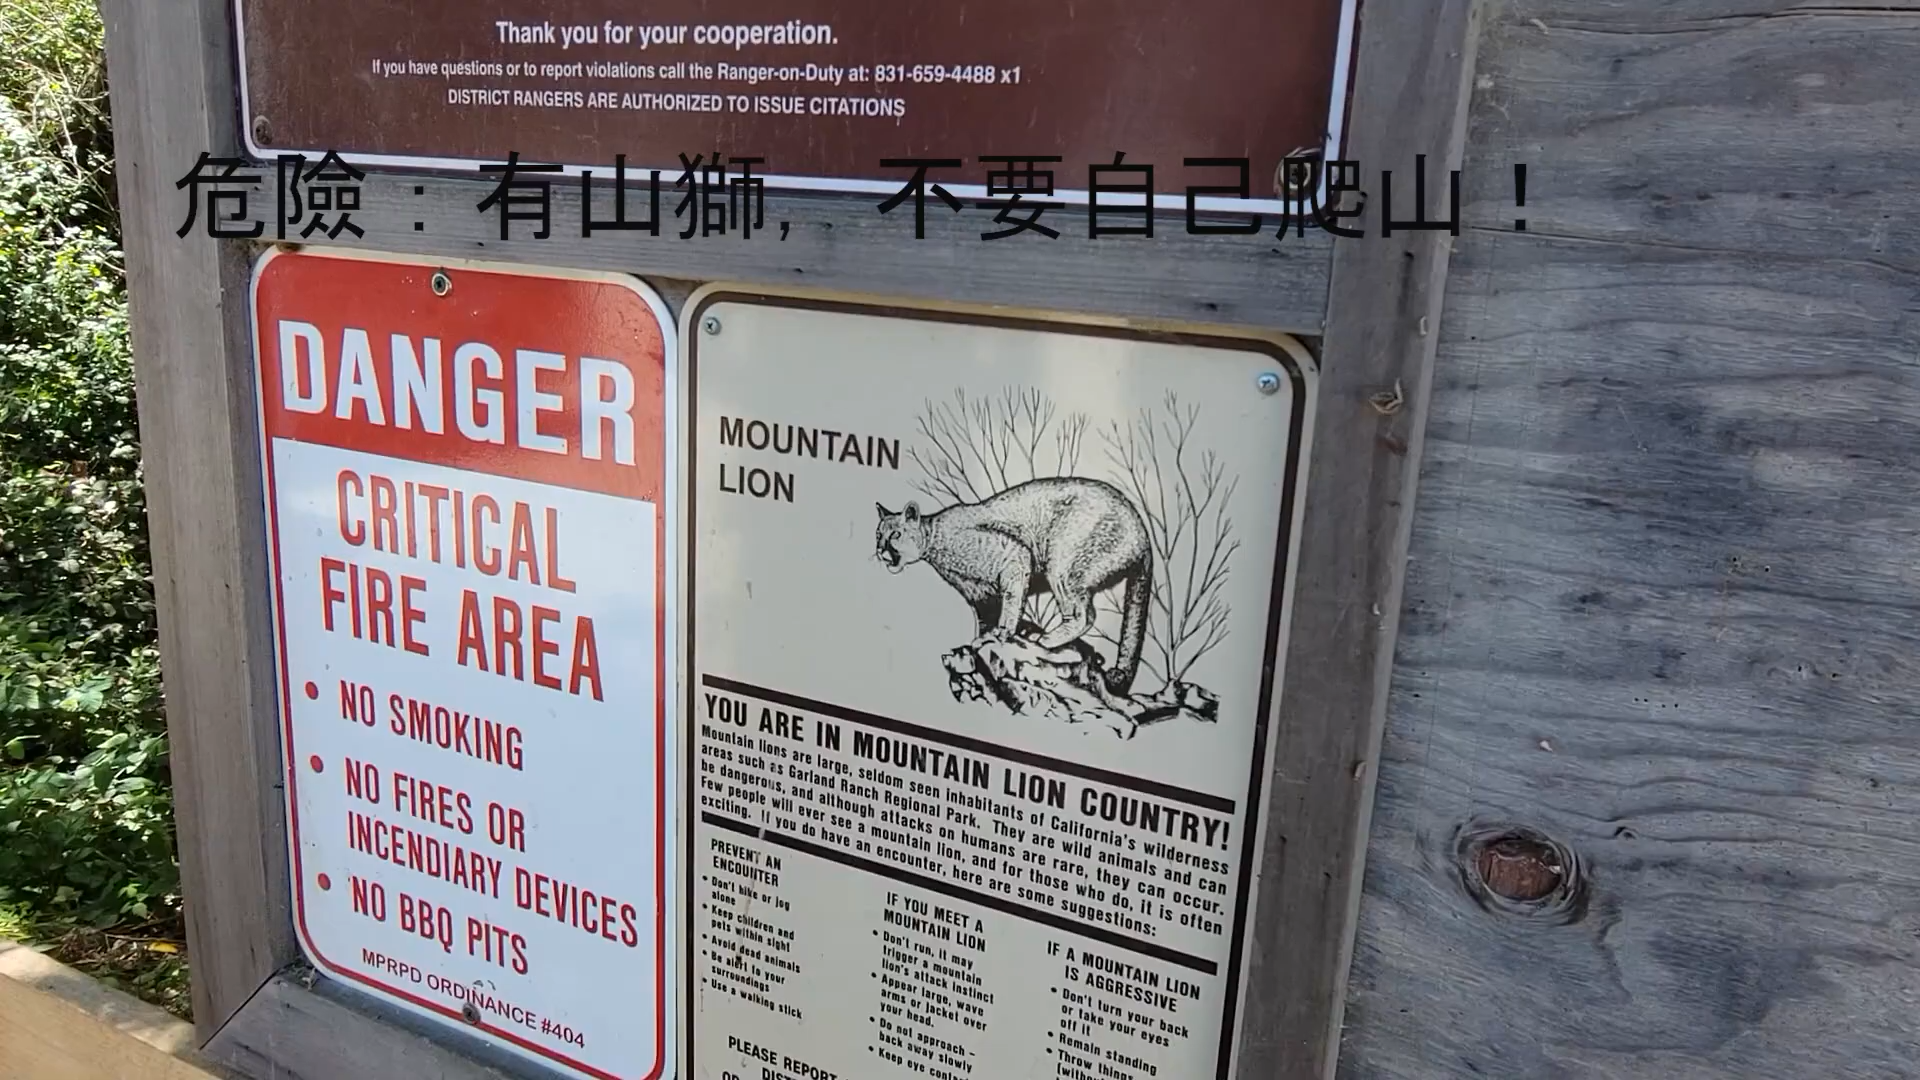 Thank you for your cooperation.
If you have questions or to report violations call the Ranger-on-Duty at: 831-659-4488 x1
DISTRICT RANGERS ARE AUTHORIZED TO ISSUE CITATIONS
危險：有山獅，不要自己爬山！
DANGER
CRITICAL
FIRE AREA
• NO SMOKING
• NO FIRES OR
INCENDIARY DEVICES
• NO BBQ PITS
MPRPD ORDINANCE #404
MOUNTAIN
LION
YOU ARE IN MOUNTAIN LION COUNTRY!
Mountain lions are large, seldom seen inhabitants of California's wilderness
areas such as Garland Ranch Regional Park. They are wild animals and can
be dangerous, and although attacks on humans are rare, they can occur.
Few people will ever see a mountain lion, and for those who do, it is often
exciting. If you do have an encounter, here are some suggestions:
PREVENT AN
ENCOUNTER
• Don't hike or jog
alone
• Keep children and
pets within sight
• Avoid dead animals
• Be alert to your
surroundings
• Use a walking stick
IF YOU MEET A
MOUNTAIN LION
• Don't run, it may
trigger a mountain
lion's attack instinct
• Appear large, wave
arms or jacket over
your head.
• Do not approach –
back away slowly
• Keep eye
IF A MOUNTAIN LION
IS AGGRESSIVE
• Don't turn your back
or take your eyes
off it
• Remain standing
• Throw things
PLEASE REPORT